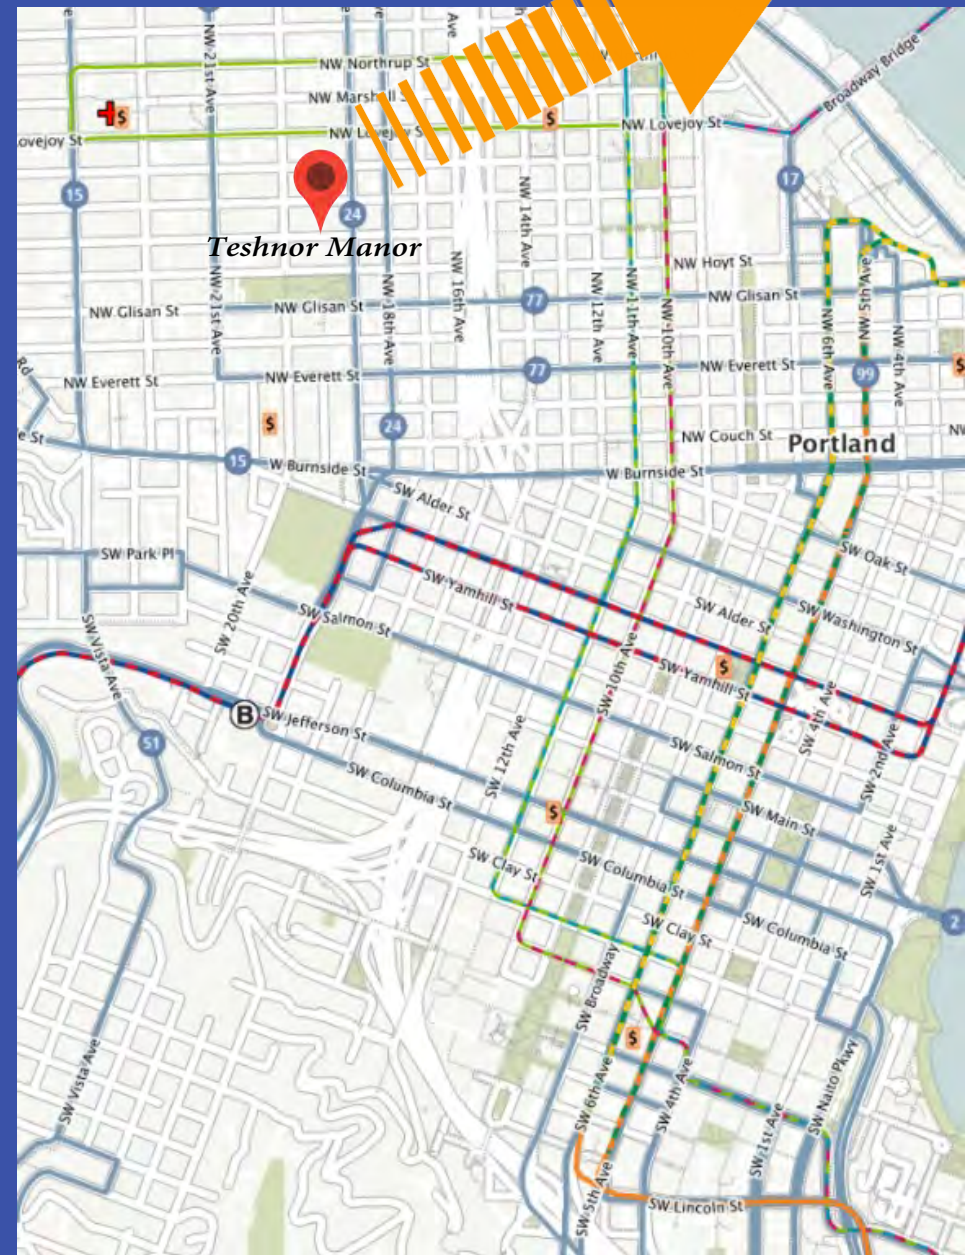 NW 21st Ave
Ave
NW Northrup St
Broadway Bridge
NW Marshall St
$
$
NW Lovejoy St
NW Lovejoy St
ovejoy St
15
17
24
NW 14th Ave
Teshnor Manor
NW Hoyt St
NW 16th Ave
NW 21st Ave
NW 18th Ave
NW 12th Ave
NW 11th Ave
NW 10th Ave
NW 5th Ave
NW 6th Ave
NW 4th Ave
NW Glisan St
NW Glisan St
77
NW Glisan St
NW Everett St
NW Everett St
77
NW Everett St
99
$
Rd
$
24
NW Couch St
Portland
NW
e St
15
W Burnside St
W Burnside St
SW Alder St
SW Oak St
SW Park Pl
SW Yamhill St
SW 20th Ave
SW Salmon St
SW Alder St
SW Washington St
SW Vista Ave
SW 10th Ave
$
SW Yamhill St
SW 4th Ave
B
SW Jefferson St
51
SW 12th Ave
SW Salmon St
SW 2nd Ave
SW Columbia St
$
SW Main St
SW 1st Ave
SW Clay St
SW Columbia St
SW Clay St
SW Columbia St
2
SW Broadway
$
SW Vista Ave
SW 6th Ave
SW 4th Ave
SW Naito Pkwy
SW 1st Ave
SW 5th Ave
SW Lincoln St